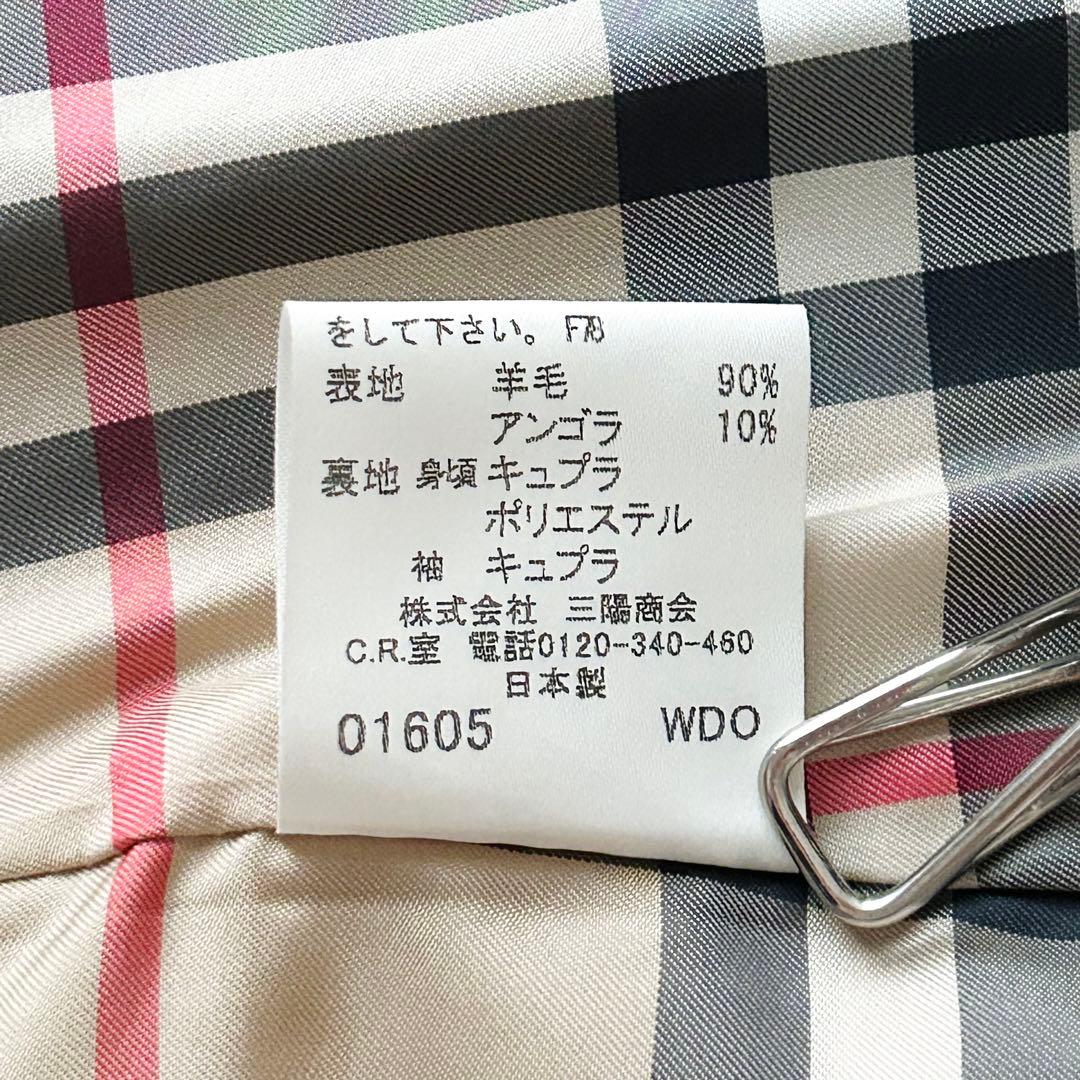 をして下さい。 F78
表地 羊毛 90%
アンゴラ 10%
裏地 身頃 キュプラ
ポリエステル
袖 キュプラ
株式会社 三陽商会
C.R.室 電話0120-340-460
日本製
01605 WDO